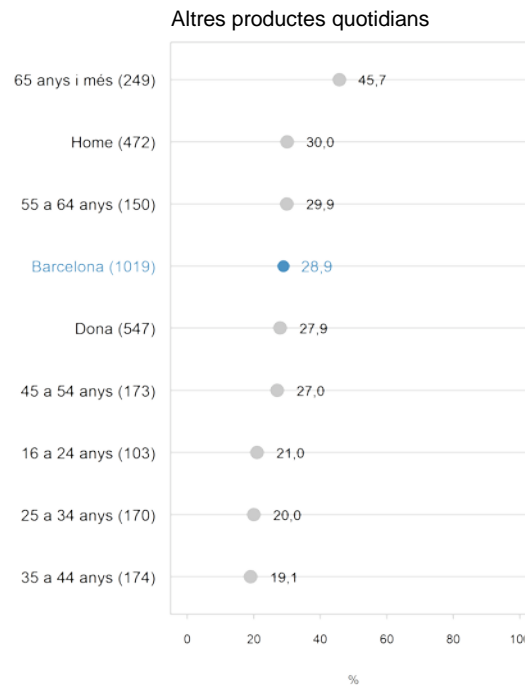 Altres productes quotidians
65 anys i més (249) 45,7
Home (472) 30,0
55 a 64 anys (150) 29,9
Barcelona (1019) 28,9
Dona (547) 27,9
45 a 54 anys (173) 27,0
16 a 24 anys (103) 21,0
25 a 34 anys (170) 20,0
35 a 44 anys (174) 19,1
0 20 40 60 80
%